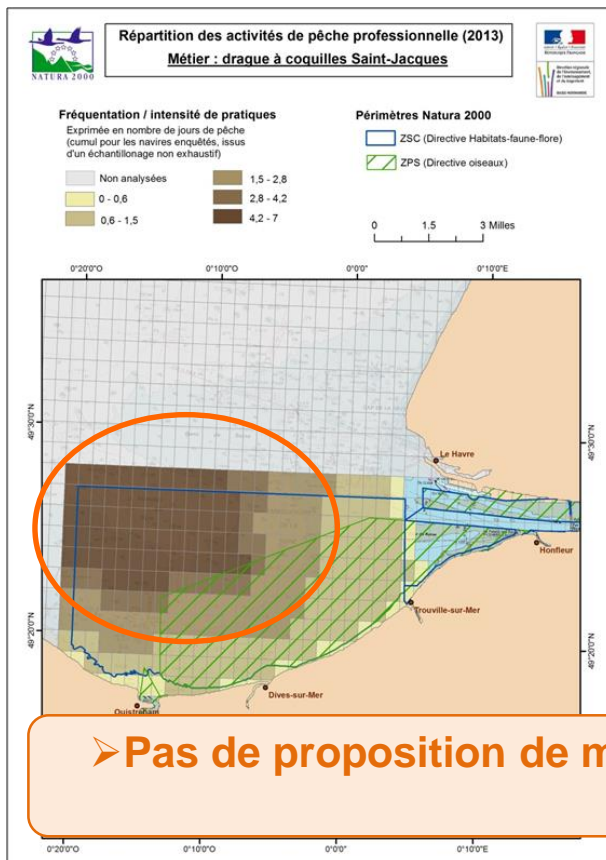 Répartition des activités de pêche professionnelle (2013)
Métier : drague à coquilles Saint-Jacques
NATURA 2000
Fréquentation / intensité de pratiques
Exprimée en nombre de jours de pêche
(cumul pour les navires enquêtés, issus
d'un échantillonage non exhaustif)
Non analysées
0 - 0,6
0,6 - 1,5
1,5 - 2,8
2,8 - 4,2
4,2 - 7
Périmètres Natura 2000
ZSC (Directive Habitats-faune-flore)
ZPS (Directive oiseaux)
0 1.5 3 Milles
0°20'0"O 0°10'0"O 0°0'0" 0°10'0"E
49°30'0"N 49°30'0"N
Le Havre
Honfleur
Trouville-sur-Mer
49°20'0"N 49°20'0"N
Dives-sur-Mer
Ouistreham
➢Pas de proposition de m
0°20'0"O 0°10'0"O 0°0'0" 0°10'0"E